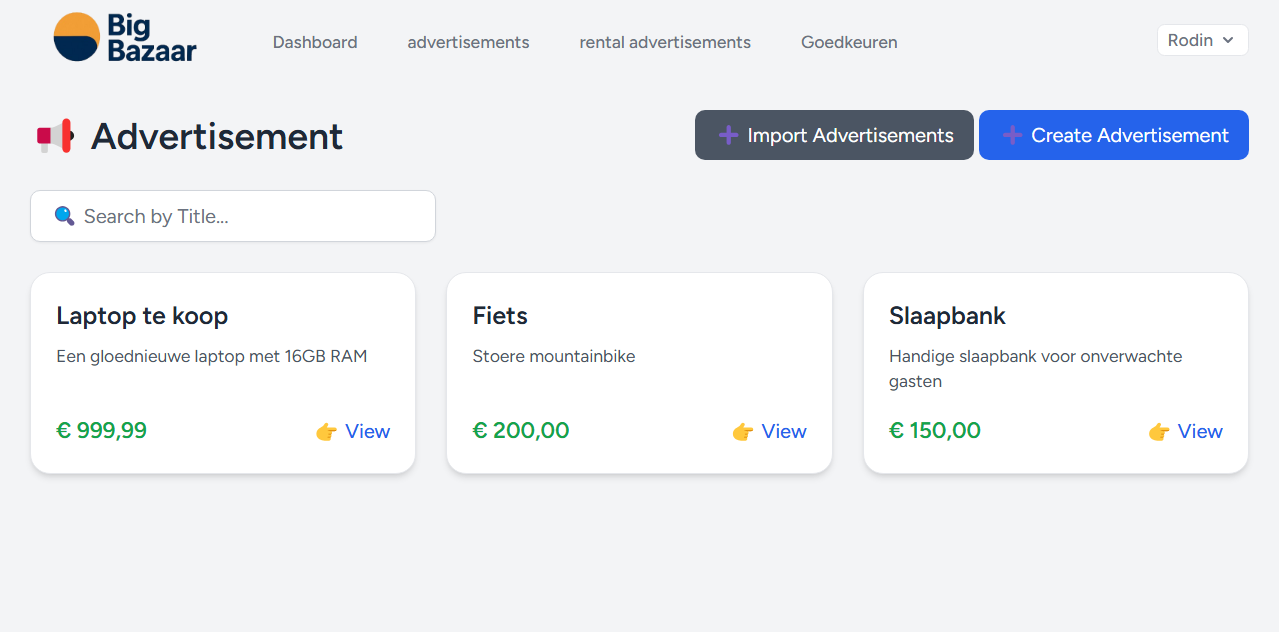 Big
Bazaar
Dashboard advertisements rental advertisements Goedkeuren Rodin
Advertisement
Import Advertisements Create Advertisement
Search by Title...
Laptop te koop
Een gloednieuwe laptop met 16GB RAM
€ 999,99 View
Fiets
Stoere mountainbike
€ 200,00 View
Slaapbank
Handige slaapbank voor onverwachte
gasten
€ 150,00 View